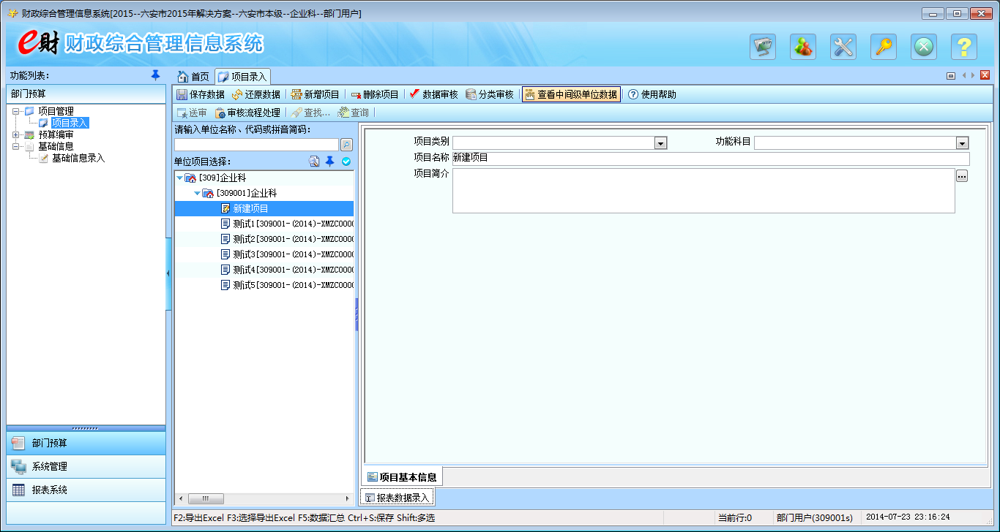 财政综合管理信息系统[2015--六安市2015年解决方案--六安市本级--企业科--部门用户]
e财 财政综合管理信息系统
功能列表:
部门预算
项目管理
项目录入
预算编审
基础信息
基础信息录入
部门预算
系统管理
报表系统
首页 项目录入
保存数据 还原数据 新增项目 删除项目 数据审核 分类审核 查看中间级单位数据 使用帮助
送审 审核流程处理 查找... 查询
请输入单位名称、代码或拼音简码:
单位项目选择:
[309]企业科
[309001]企业科
新建项目
测试1[309001-(2014)-XMZC0000
测试2[309001-(2014)-XMZC0000
测试3[309001-(2014)-XMZC0000
测试4[309001-(2014)-XMZC0000
测试5[309001-(2014)-XMZC0000
项目类别 功能科目
项目名称 新建项目
项目简介
...
项目基本信息
报表数据录入
F2:导出Excel F3:选择导出Excel F5:数据汇总 Ctrl+S:保存 Shift:多选 当前行:0 部门用户(309001s) 2014-07-23 23:16:24